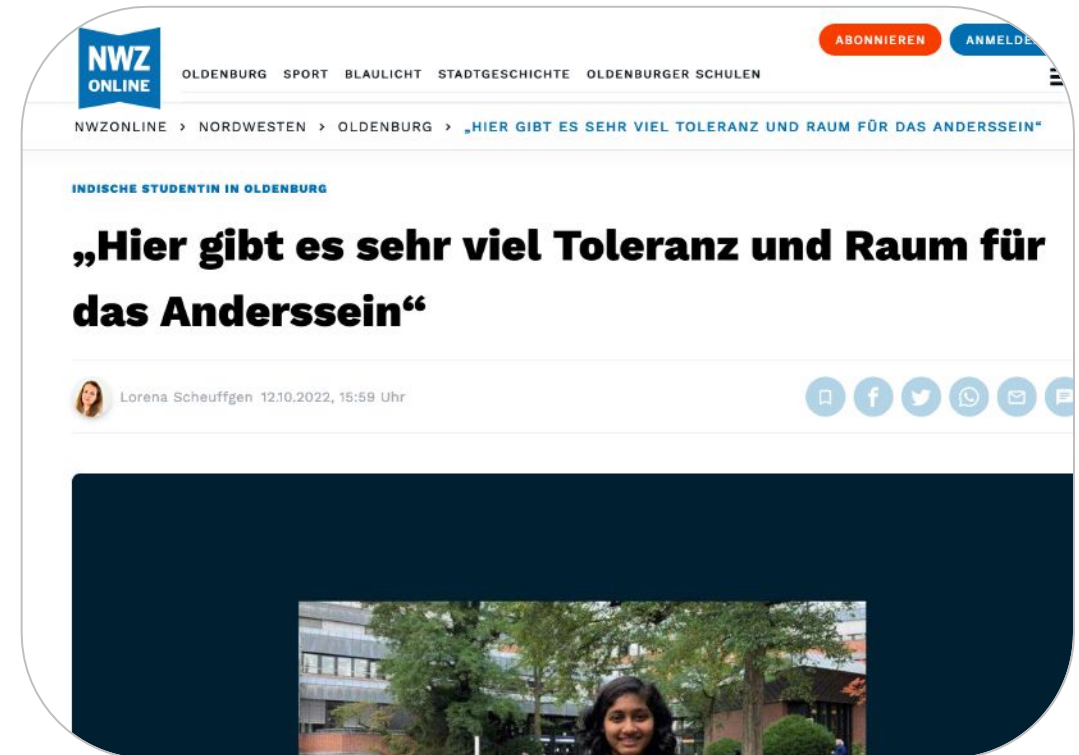 NWZ
ONLINE
ABONNIEREN
OLDENBURG SPORT BLAULICHT STADTGESCHICHTE OLDENBURGER SCHULEN
NWZONLINE > NORDWESTEN > OLDENBURG > „HIER GIBT ES SEHR VIEL TOLERANZ UND RAUM FÜR DAS ANDERSSEIN“
INDISCHE STUDENTIN IN OLDENBURG
„Hier gibt es sehr viel Toleranz und Raum für
das Anderssein“
Lorena Scheuffgen 12.10.2022, 15:59 Uhr